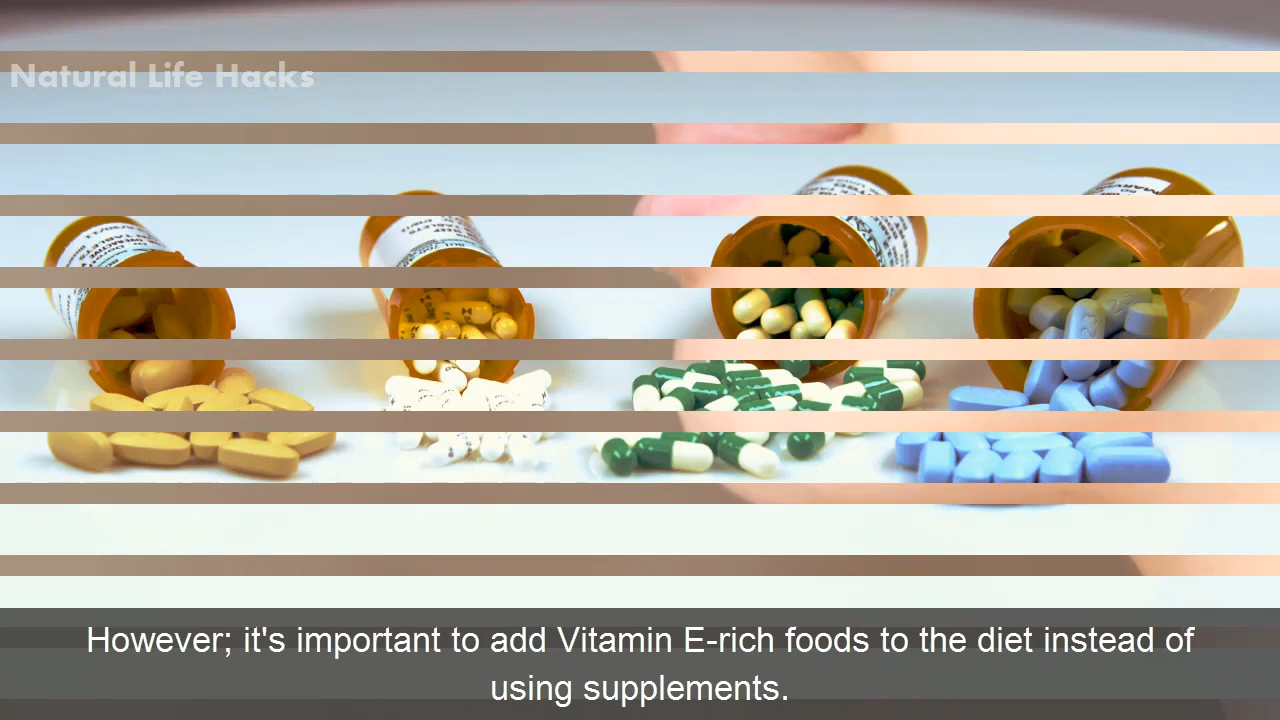 Natural Life Hacks
However; it's important to add Vitamin E-rich foods to the diet instead of
using supplements.